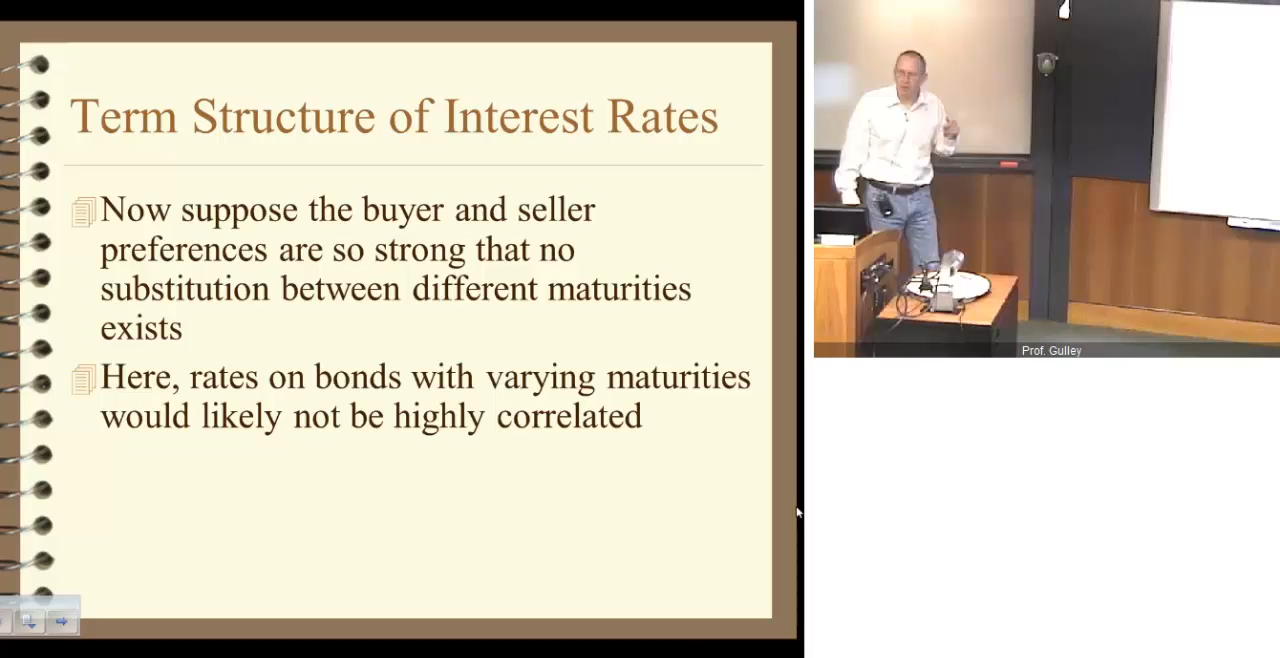 Term Structure of Interest Rates
Now suppose the buyer and seller
preferences are so strong that no
substitution between different maturities
exists
Here, rates on bonds with varying maturities
would likely not be highly correlated
Prof. Gulley